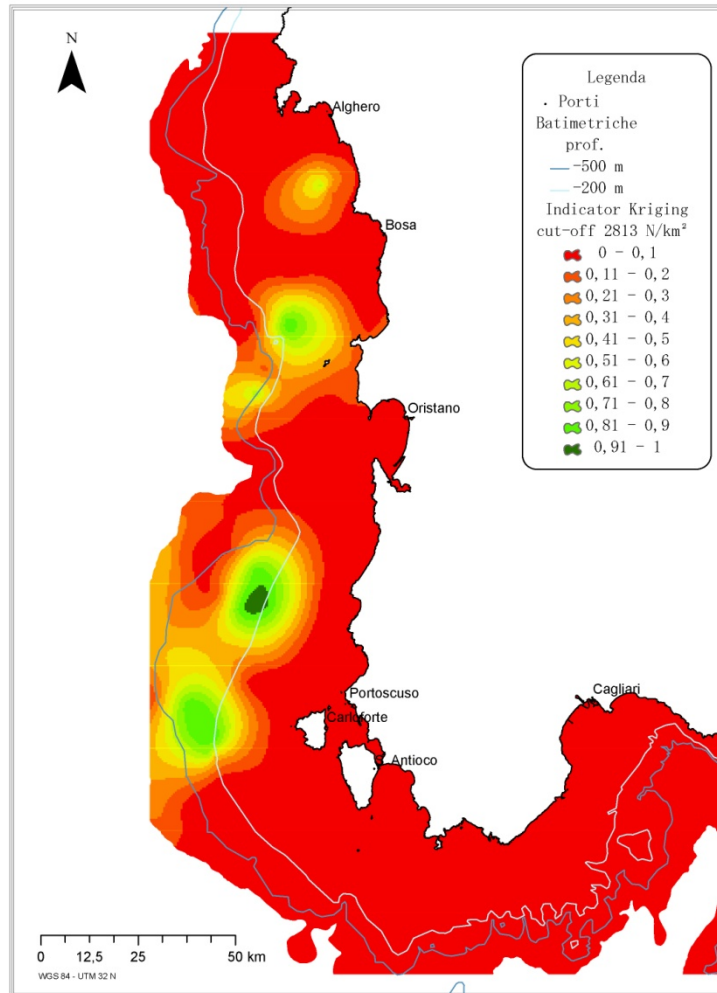 N
Alghero
Bosa
Oristano
Portoscuso
Carloforte
S. Antioco
Cagliari
Legenda
Porti
Batimetriche
prof.
-500 m
-200 m
Indicator Kriging
cut-off 2813 N/km²
0 - 0,1
0,11 - 0,2
0,21 - 0,3
0,31 - 0,4
0,41 - 0,5
0,51 - 0,6
0,61 - 0,7
0,71 - 0,8
0,81 - 0,9
0,91 - 1
0 12,5 25 50 km
WGS 84 - UTM 32 N